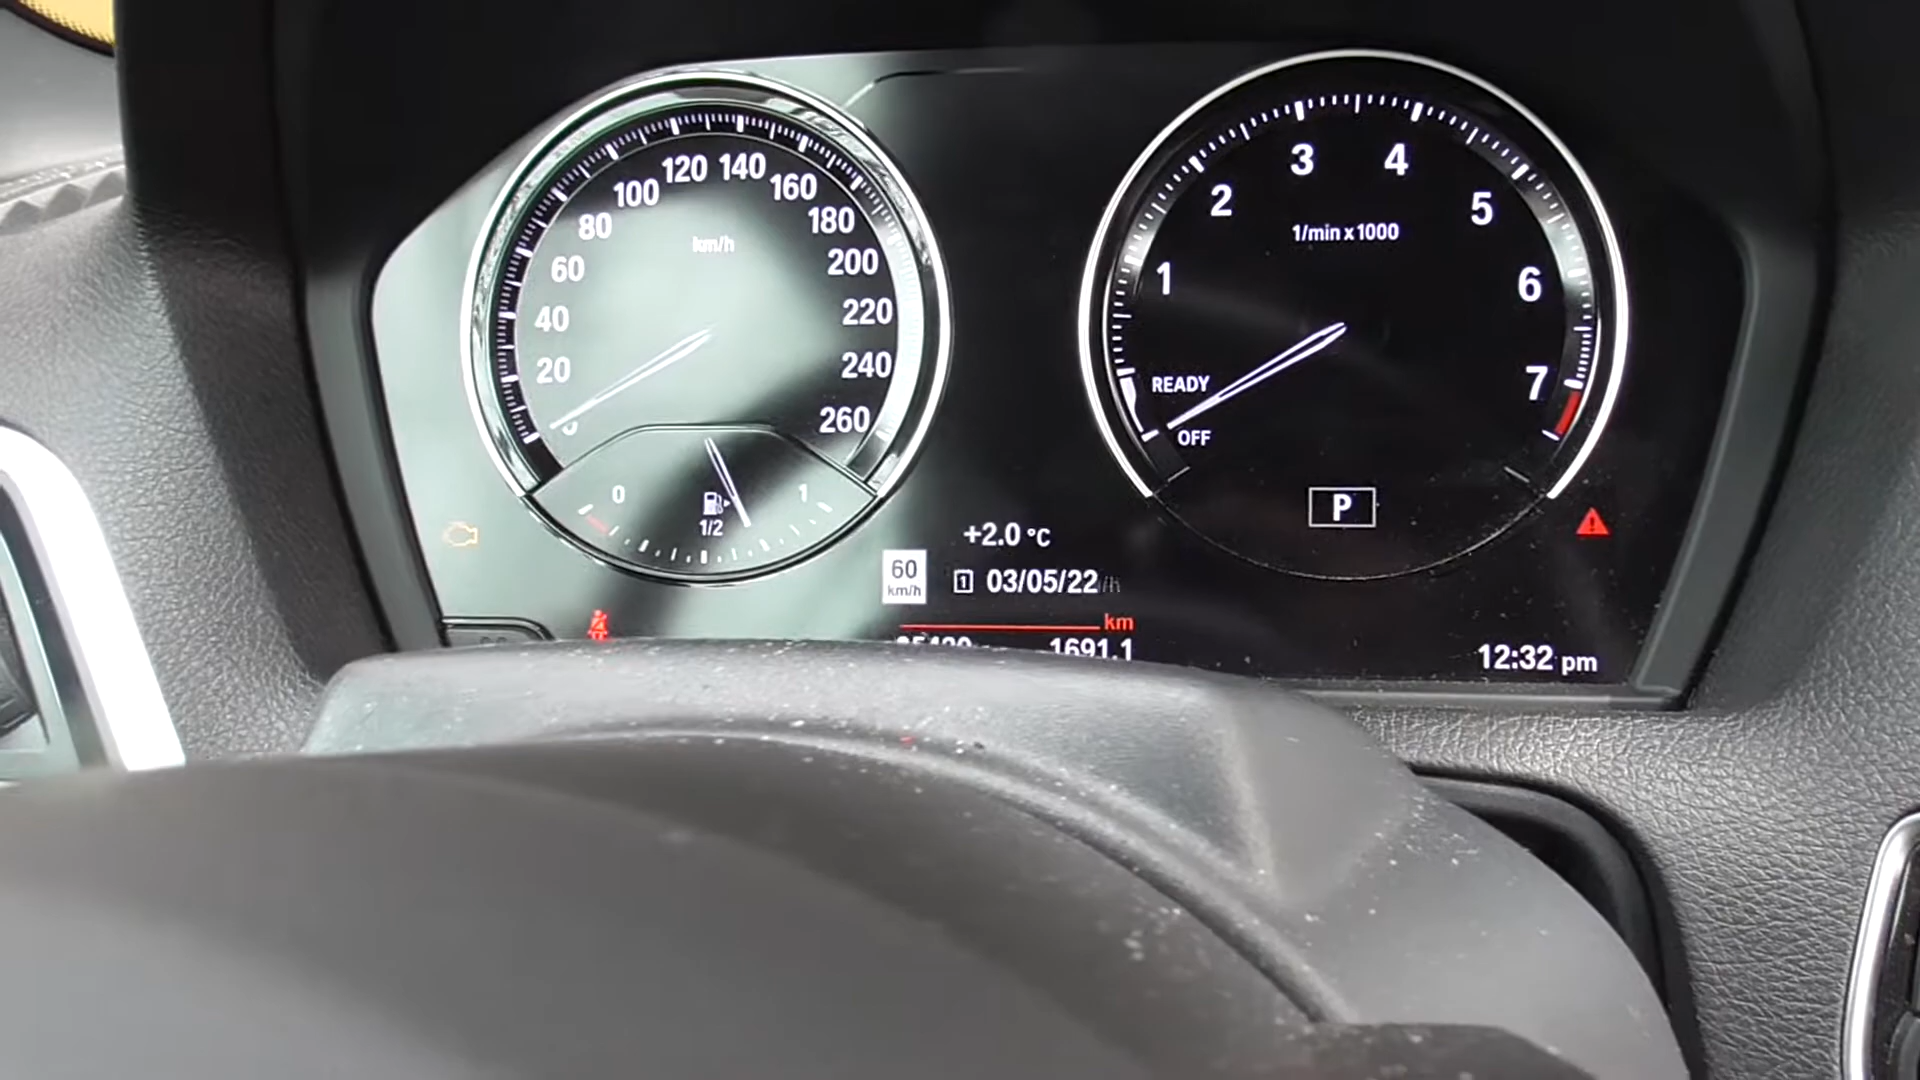 120 140
100 160
80 180
km/h
60 200
40 220
20 240
260
0 1
1/2
3 4
2 5
1/min x 1000
1 6
READY 7
OFF
P
+2.0 °C
60
km/h
1 03/05/22
km
1691.1
12:32 pm